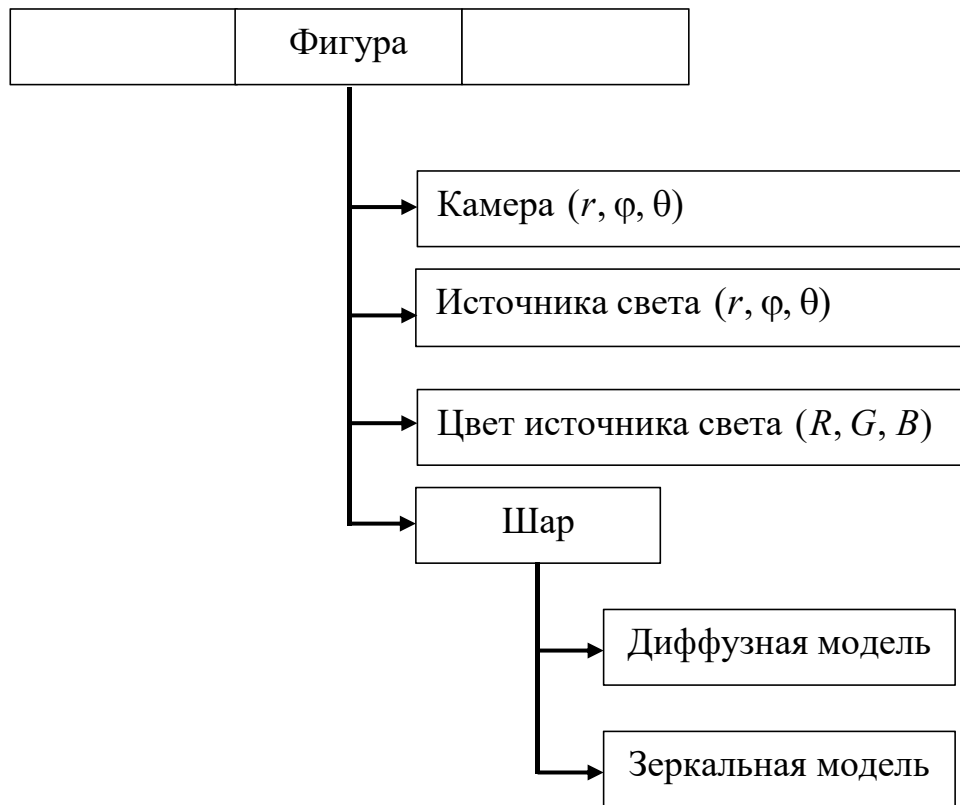 Фигура
Камера (r, φ, θ)
Источника света (r, φ, θ)
Цвет источника света (R, G, B)
Шар
Диффузная модель
Зеркальная модель